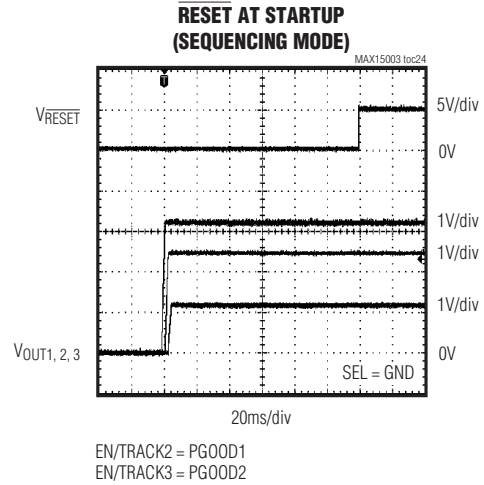 RESET AT STARTUP
(SEQUENCING MODE)
MAX15003 toc24
VRESET
5V/div
0V
1V/div
1V/div
1V/div
VOUT1, 2, 3
0V
SEL = GND
20ms/div
EN/TRACK2 = PGOOD1
EN/TRACK3 = PGOOD2